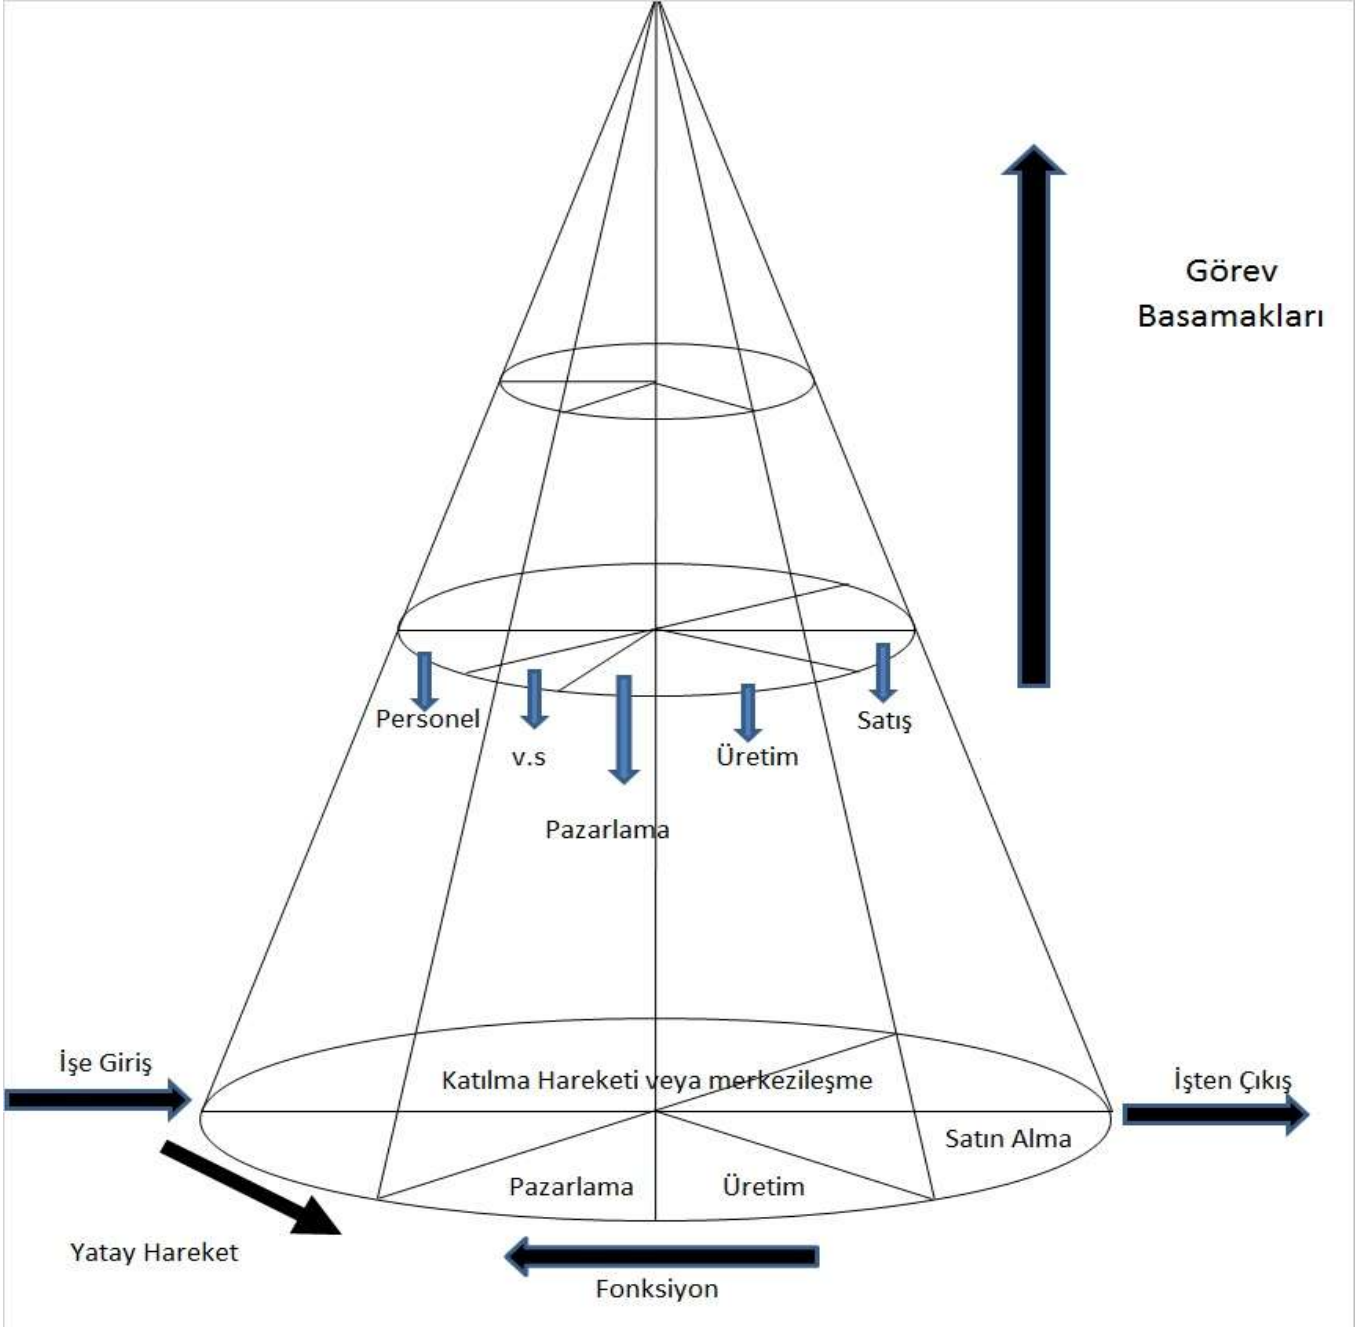 Görev
Basamakları
Personel
v.s
Pazarlama
Üretim
Satış
İşe Giriş
Katılma Hareketi veya merkezileşme
İşten Çıkış
Satın Alma
Pazarlama
Üretim
Yatay Hareket
Fonksiyon